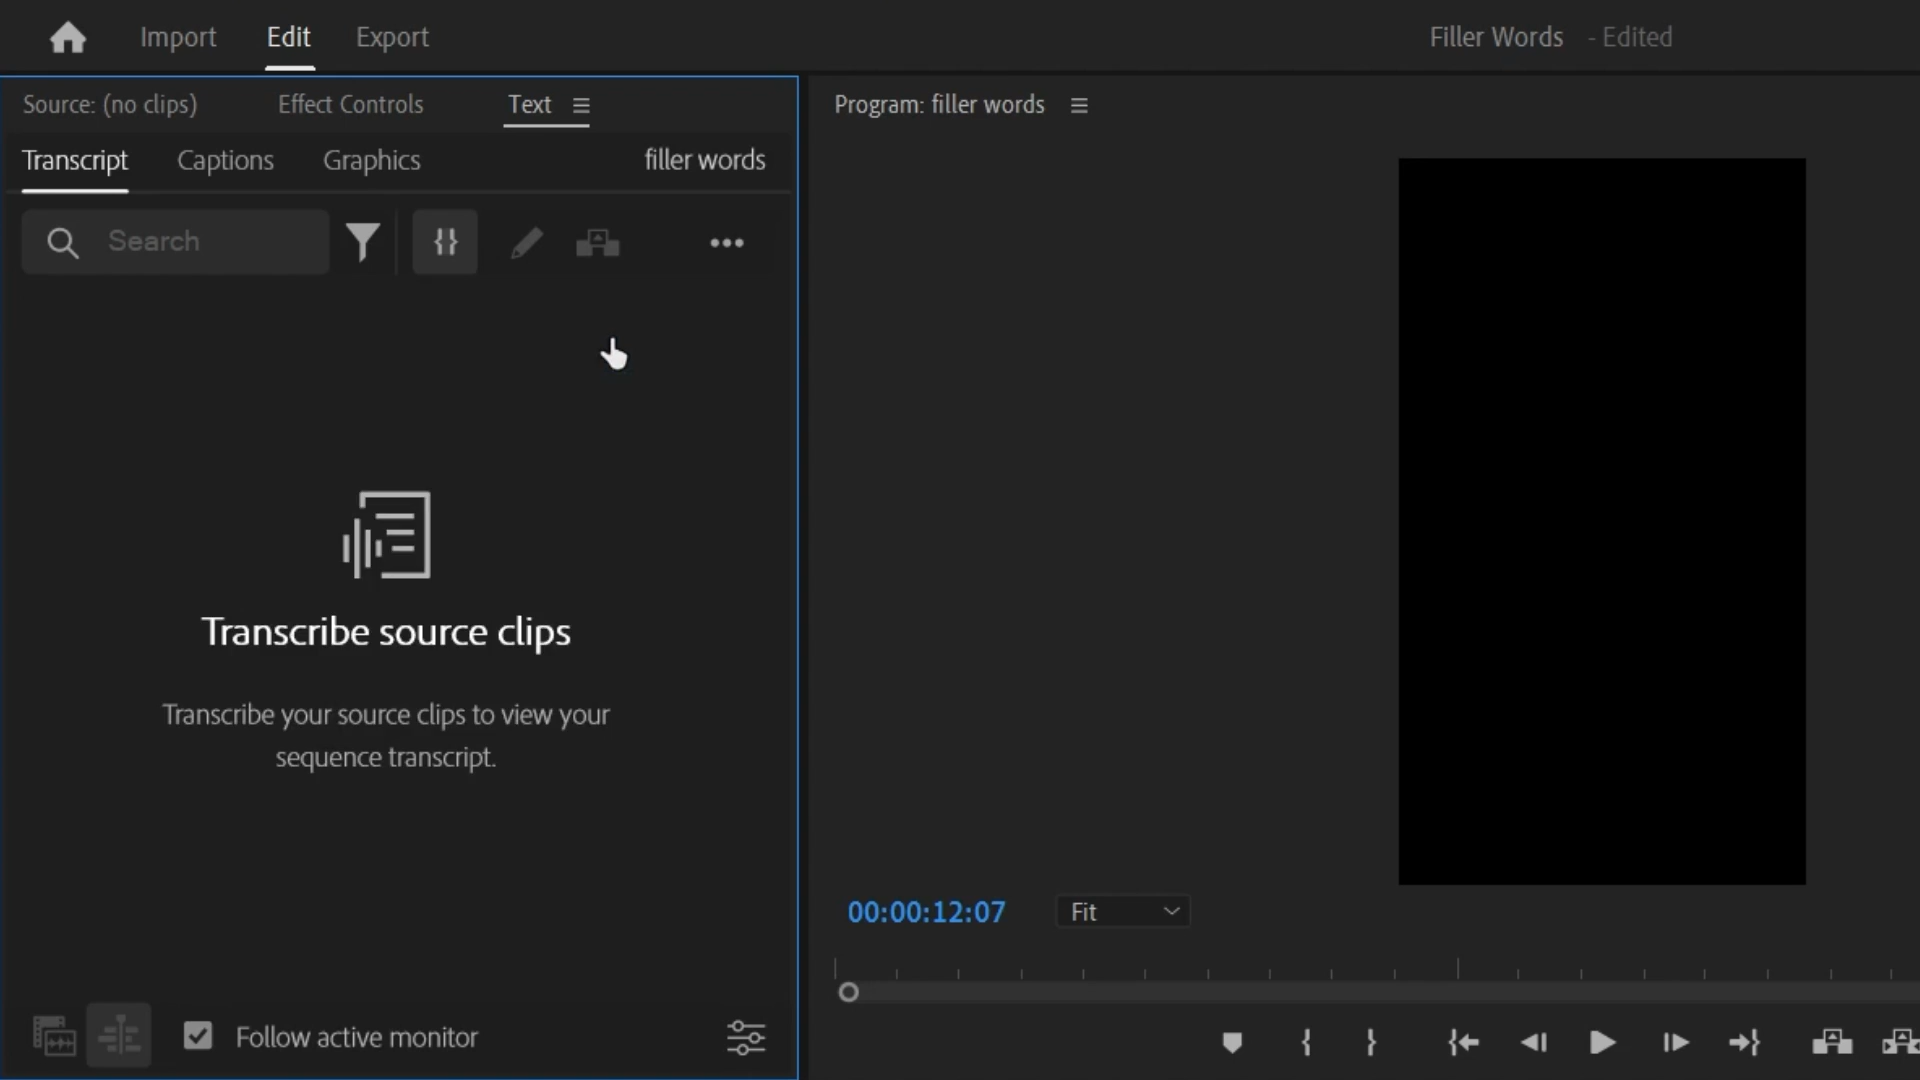 Import Edit Export
Filler Words - Edited
Source: (no clips) Effect Controls Text
Program: filler words
Transcript Captions Graphics filler words
Search
Transcribe source clips
Transcribe your source clips to view your
sequence transcript.
00:00:12:07 Fit
Follow active monitor